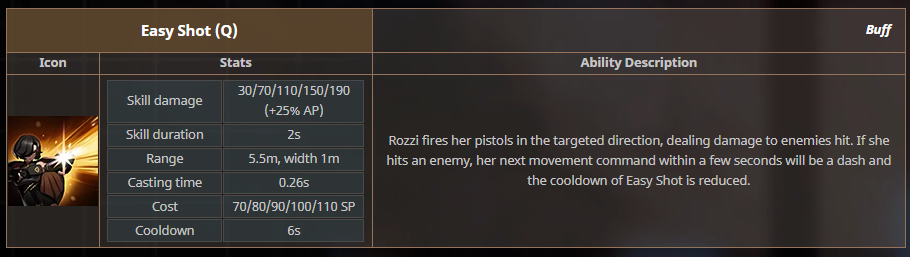 Easy Shot (Q)
Buff
Icon
Stats
Ability Description
Skill damage
30/70/110/150/190
(+25% AP)
Skill duration
2s
Range
5.5m, width 1m
Casting time
0.26s
Cost
70/80/90/100/110 SP
Cooldown
6s
Rozzi fires her pistols in the targeted direction, dealing damage to enemies hit. If she
hits an enemy, her next movement command within a few seconds will be a dash and
the cooldown of Easy Shot is reduced.